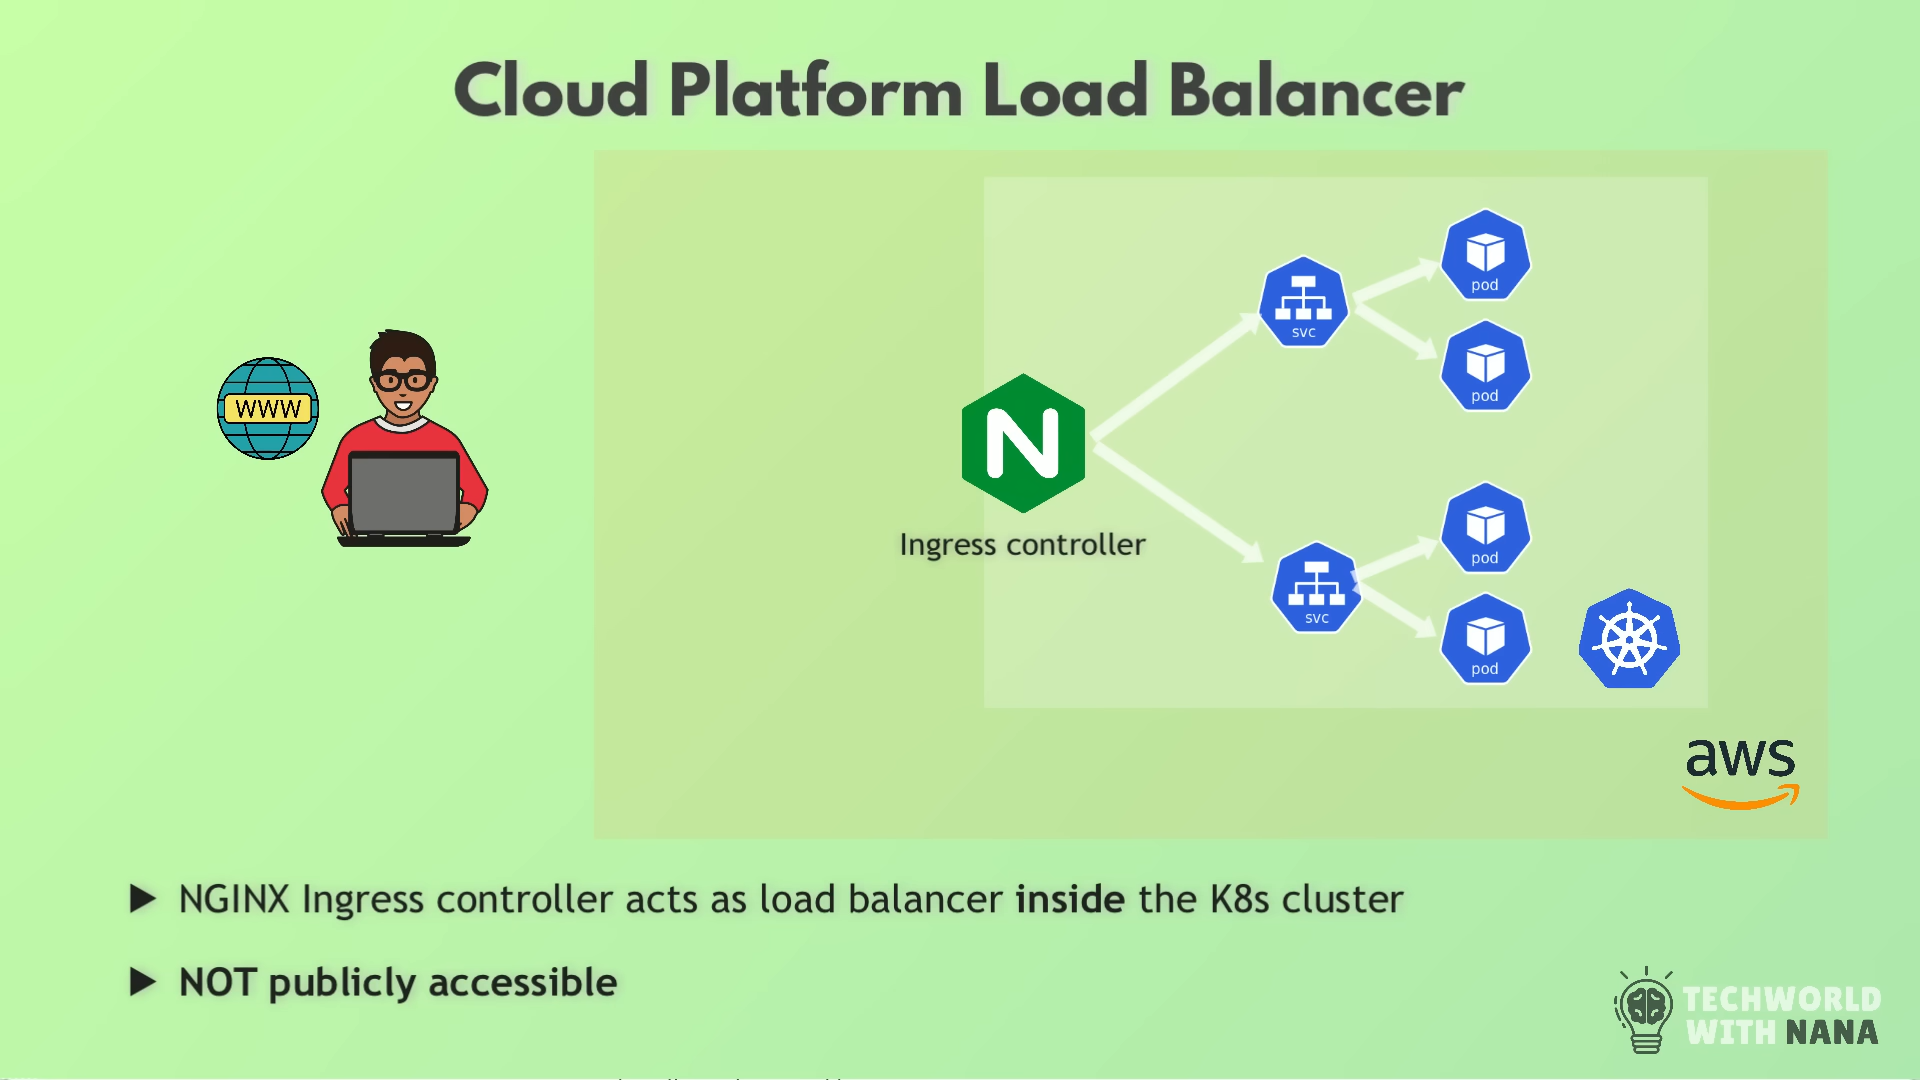 Cloud Platform Load Balancer
pod
svc
pod
WWW
Ingress controller
pod
svc
pod
aws
NGINX Ingress controller acts as load balancer inside the K8s cluster
NOT publicly accessible
TECHWORLD
WITH NANA